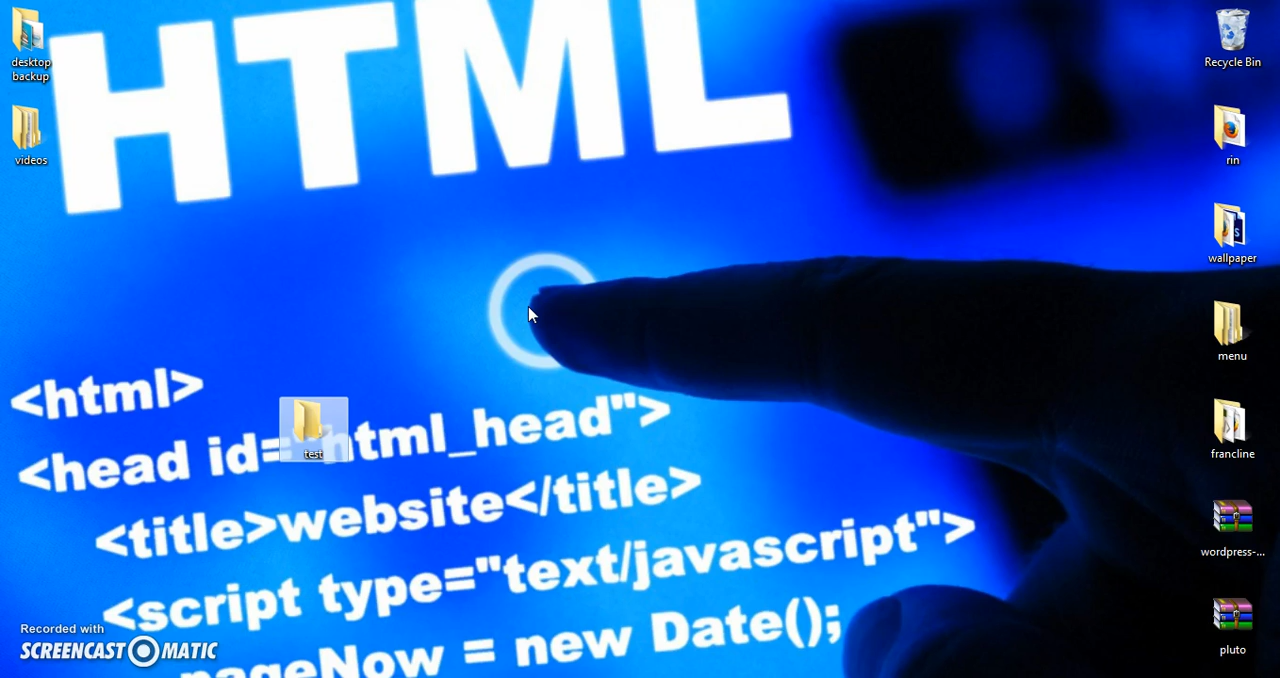 HTML
desktop
backup
videos
Recycle Bin
rin
wallpaper
menu
francline
wordpress-...
pluto
test
<html>
<head id="html_head">
<title>website</title>
<script type="text/javascript">
pageNow = new Date();
Recorded with
SCREENCAST MATIC